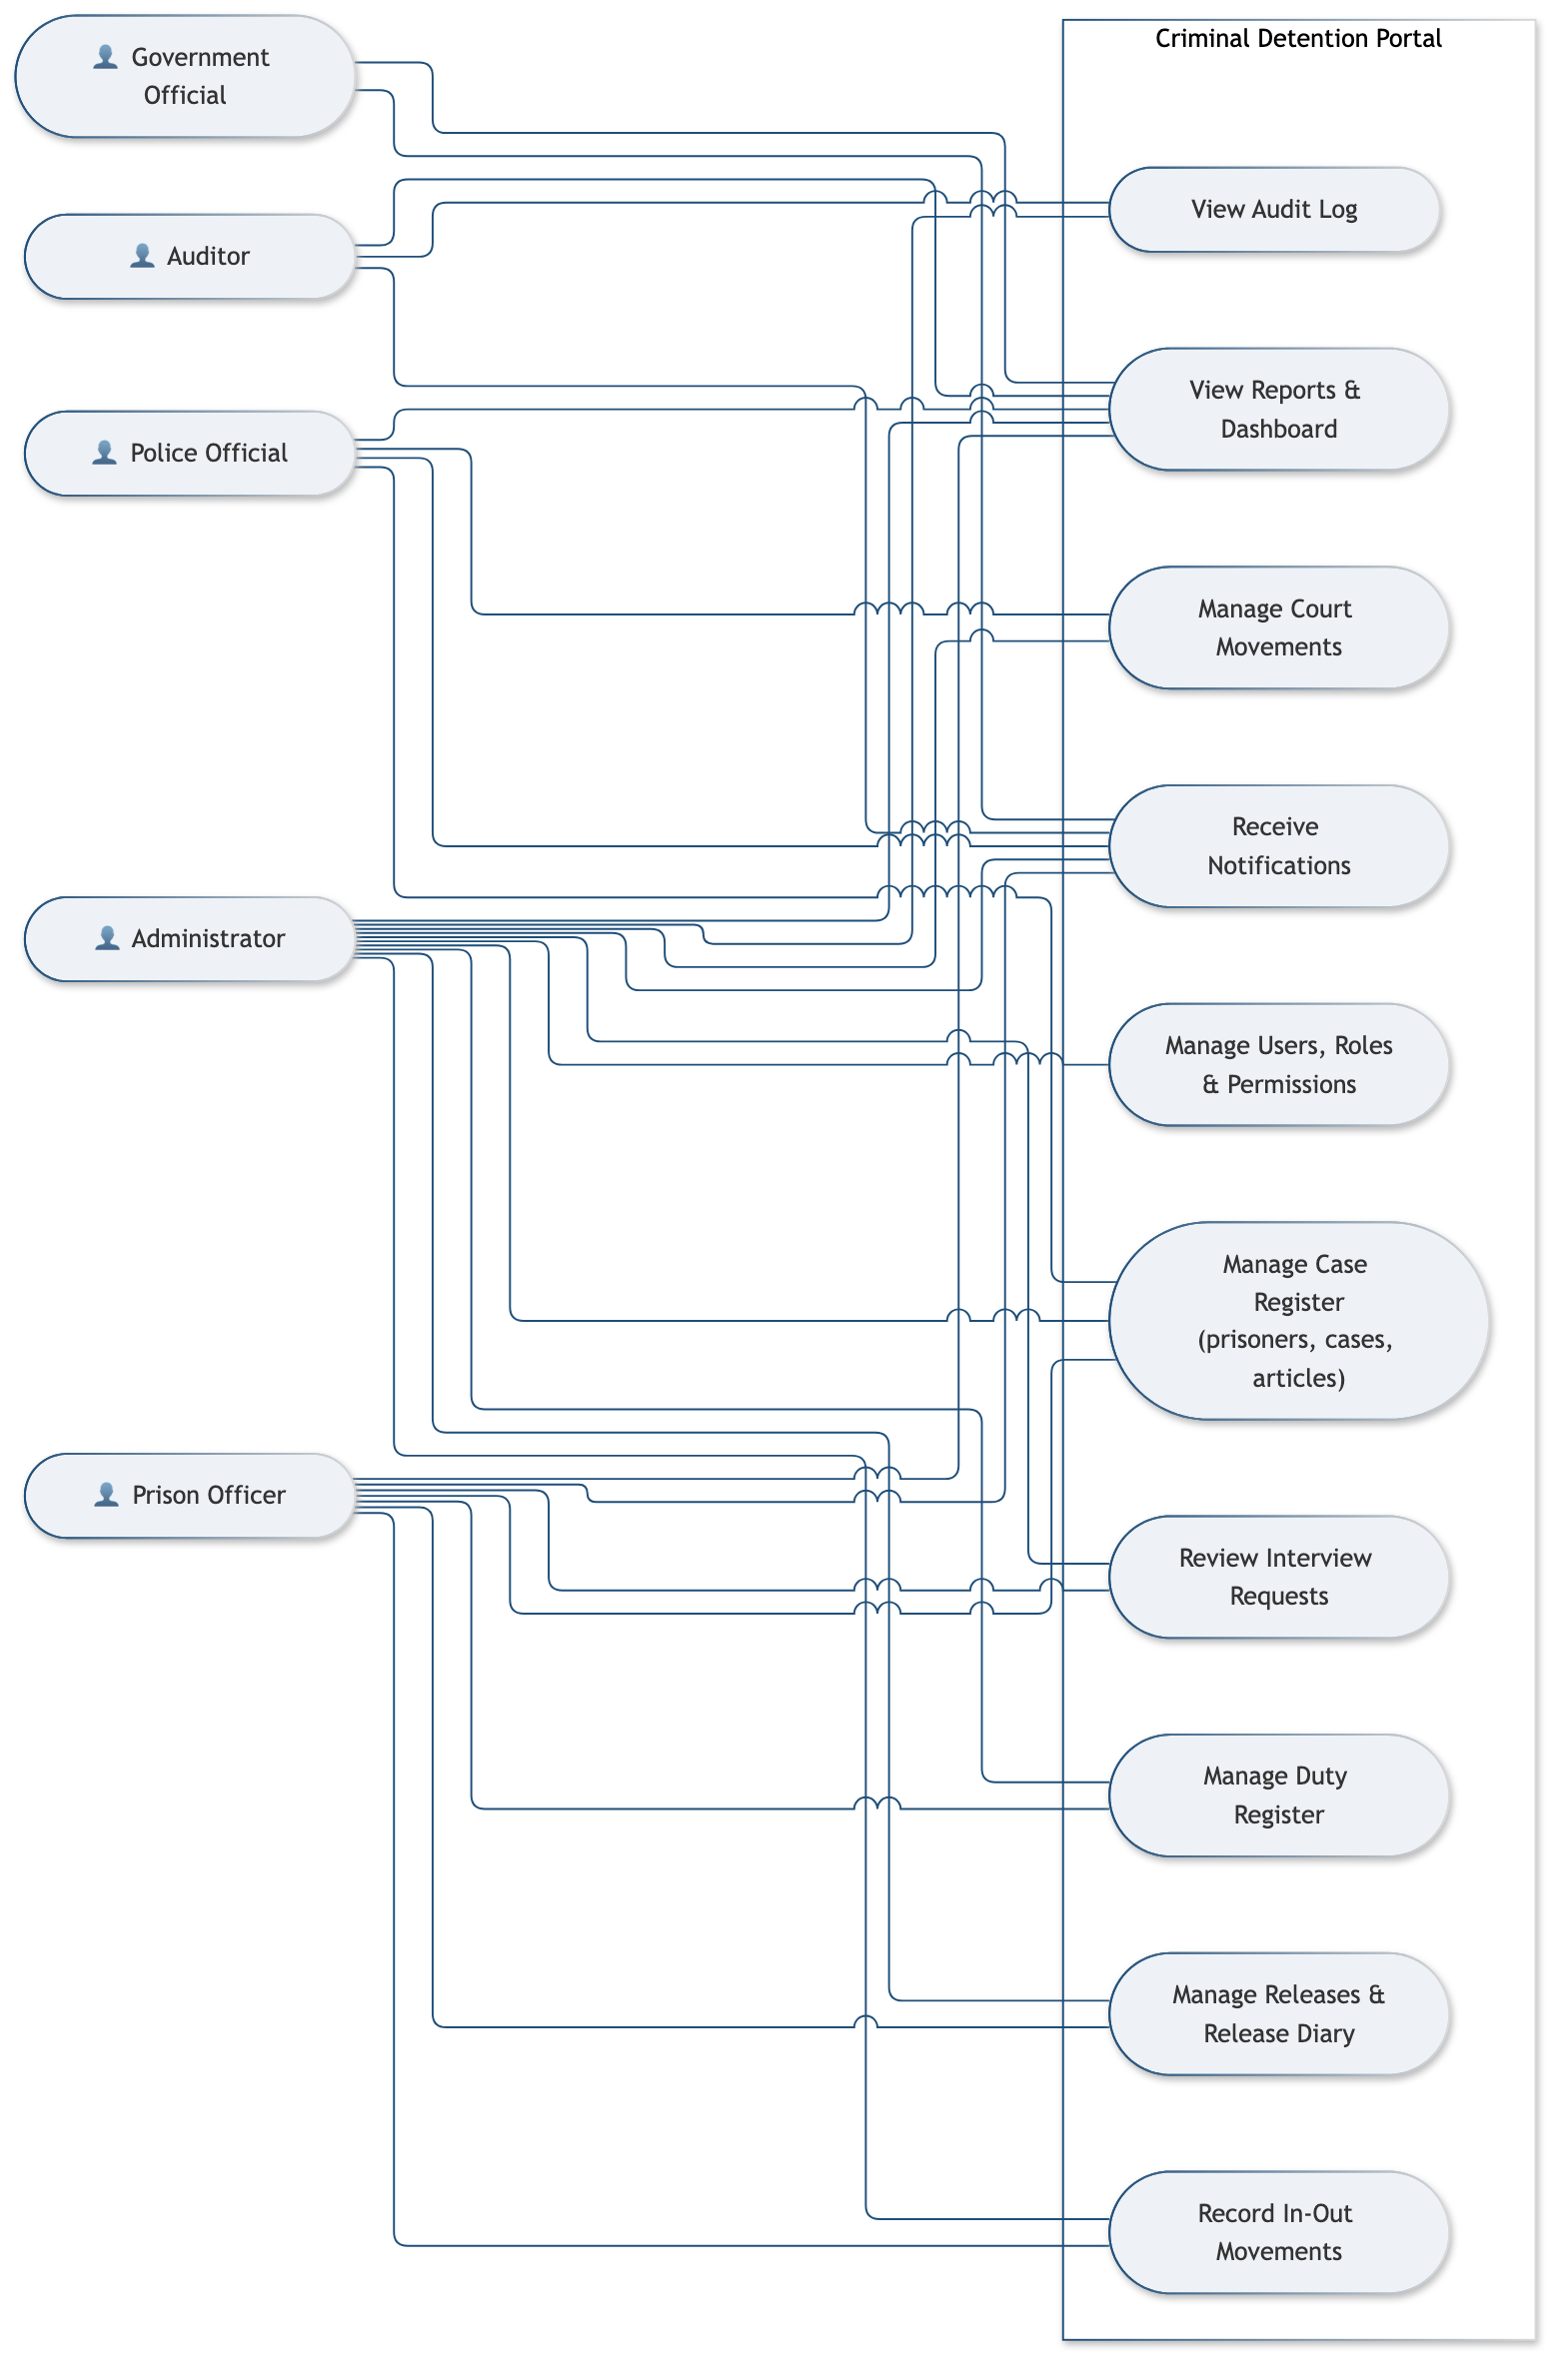 Criminal Detention Portal
Government
Official
Auditor
Police Official
Administrator
Prison Officer
View Audit Log
View Reports &
Dashboard
Manage Court
Movements
Receive
Notifications
Manage Users, Roles
& Permissions
Manage Case
Register
(prisoners, cases,
articles)
Review Interview
Requests
Manage Duty
Register
Manage Releases &
Release Diary
Record In-Out
Movements